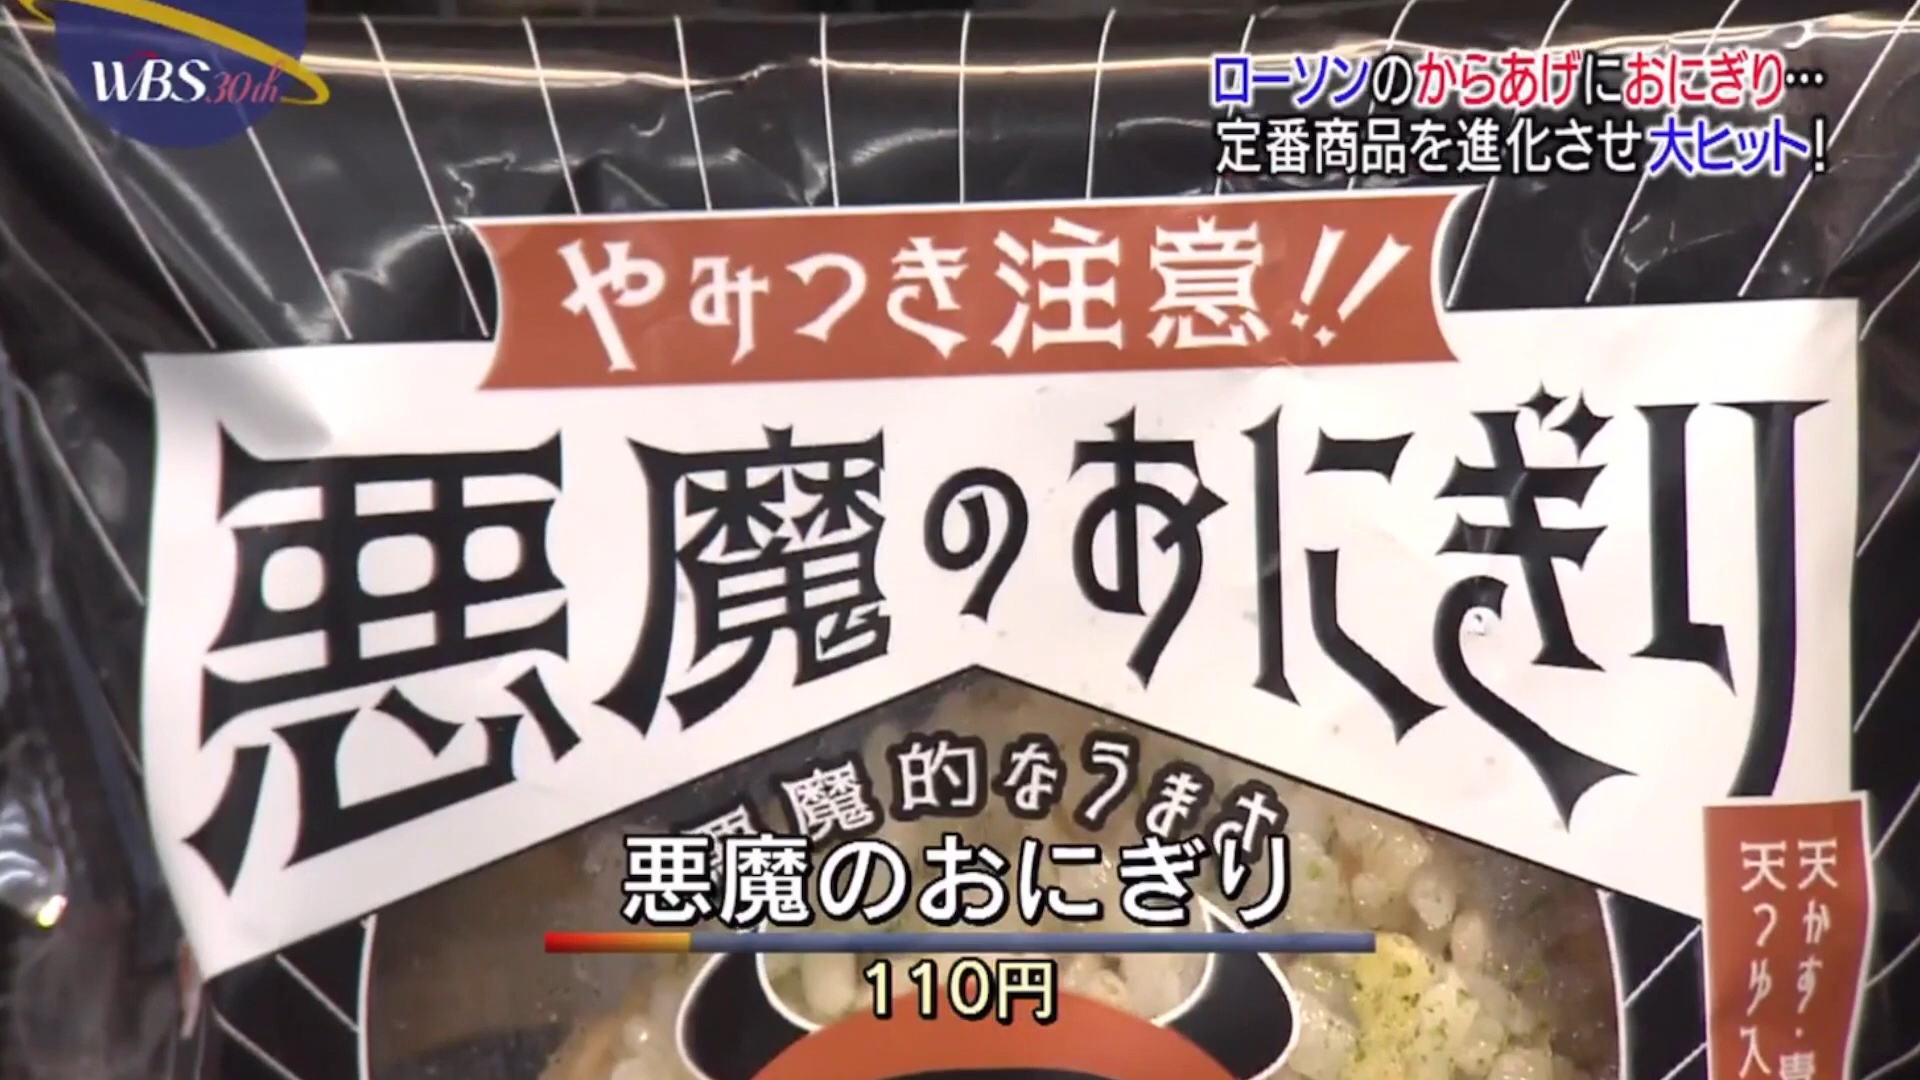 WBS 30th
ローソンのからあげにおにぎり…
定番商品を進化させ大ヒット!
やみつき注意!!
悪魔のおにぎり
悪魔的なうまさ
悪魔のおにぎり
110円
天かす・
天つゆ入